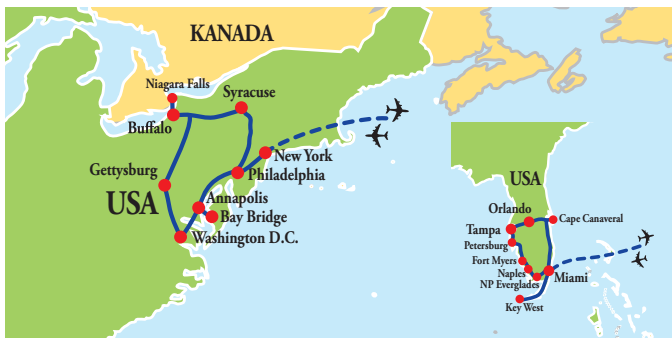 KANADA
Niagara Falls
Syracuse
Buffalo
New York
Gettysburg
Philadelphia
USA
Annapolis
Bay Bridge
Washington D.C.
USA
Orlando
Cape Canaveral
Tampa
Petersburg
Fort Myers
Naples
Miami
NP Everglades
Key West